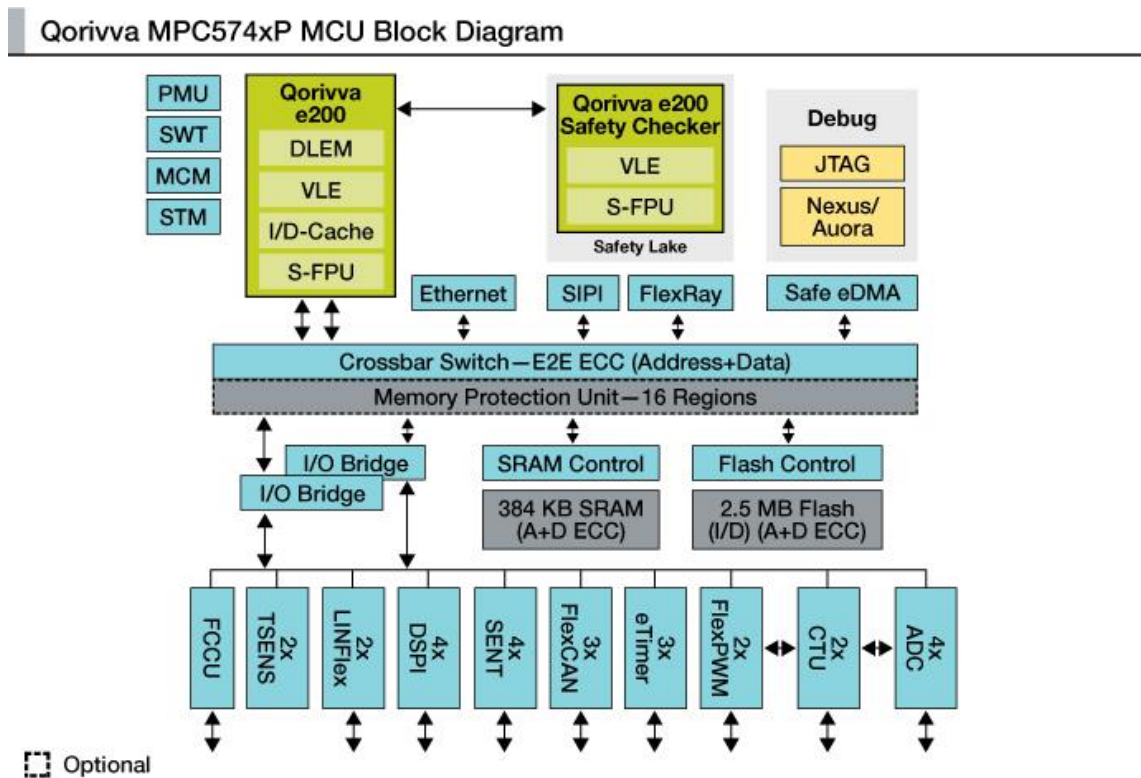 Qorivva MPC574xP MCU Block Diagram
PMU
SWT
MCM
STM
Qorivva
e200
DLEM
VLE
I/D-Cache
S-FPU
Qorivva e200
Safety Checker
VLE
S-FPU
Safety Lake
Debug
JTAG
Nexus/
Auora
Ethernet
SIPI
FlexRay
Safe eDMA
Crossbar Switch—E2E ECC (Address+Data)
Memory Protection Unit—16 Regions
I/O Bridge
I/O Bridge
SRAM Control
384 KB SRAM
(A+D ECC)
Flash Control
2.5 MB Flash
(I/D) (A+D ECC)
FCCU
2x
TSENS
2x
LINFlex
4x
DSPI
4x
SENT
3x
FlexCAN
3x
eTimer
2x
FlexPWM
2x
CTU
4x
ADC
Optional